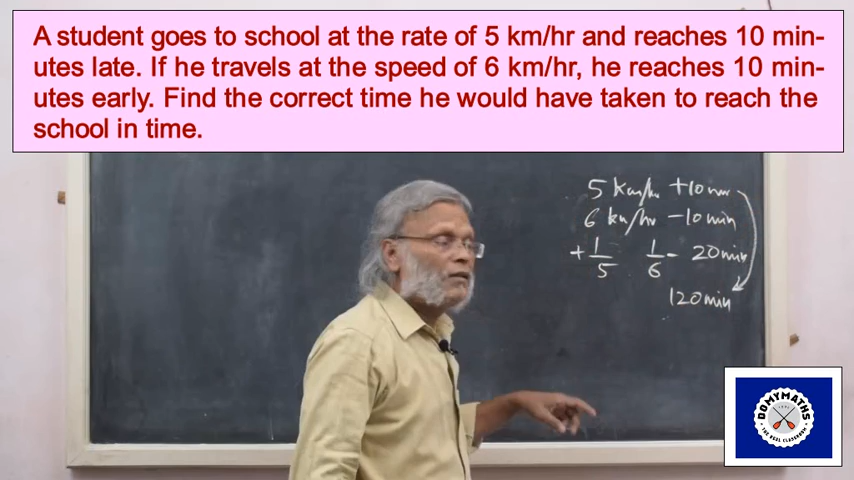 A student goes to school at the rate of 5 km/hr and reaches 10 min-
utes late. If he travels at the speed of 6 km/hr, he reaches 10 min-
utes early. Find the correct time he would have taken to reach the
school in time.
5 km/hr +10 min
6 km/hr -10 min
+1/5 1/6 - 20 min
120 min
DOMYMATHS
THE REAL CLASSROOM